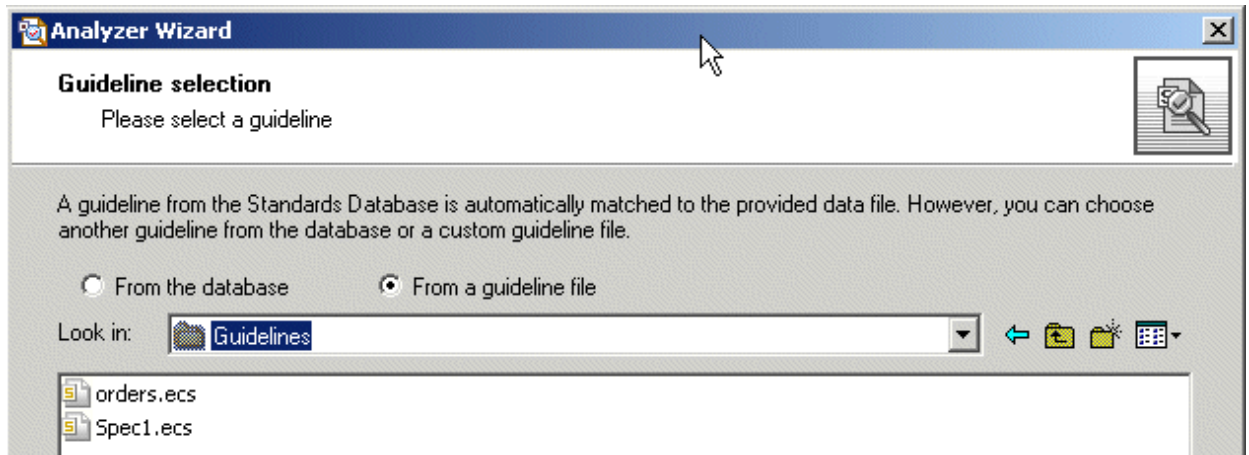 Analyzer Wizard
Guideline selection
Please select a guideline
A guideline from the Standards Database is automatically matched to the provided data file. However, you can choose
another guideline from the database or a custom guideline file.
From the database From a guideline file
Look in: Guidelines
orders.ecs
Spec1.ecs